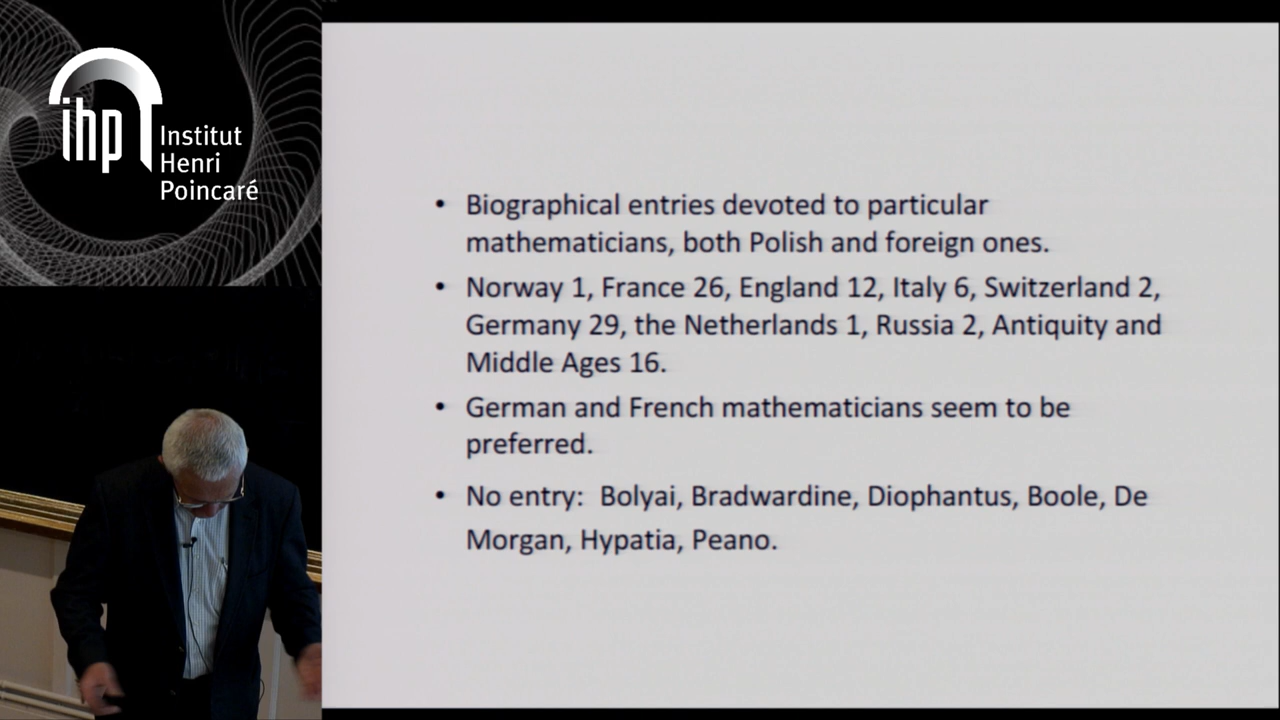 ihp
Institut
Henri
Poincaré
• Biographical entries devoted to particular
mathematicians, both Polish and foreign ones.
• Norway 1, France 26, England 12, Italy 6, Switzerland 2,
Germany 29, the Netherlands 1, Russia 2, Antiquity and
Middle Ages 16.
• German and French mathematicians seem to be
preferred.
• No entry: Bolyai, Bradwardine, Diophantus, Boole, De
Morgan, Hypatia, Peano.